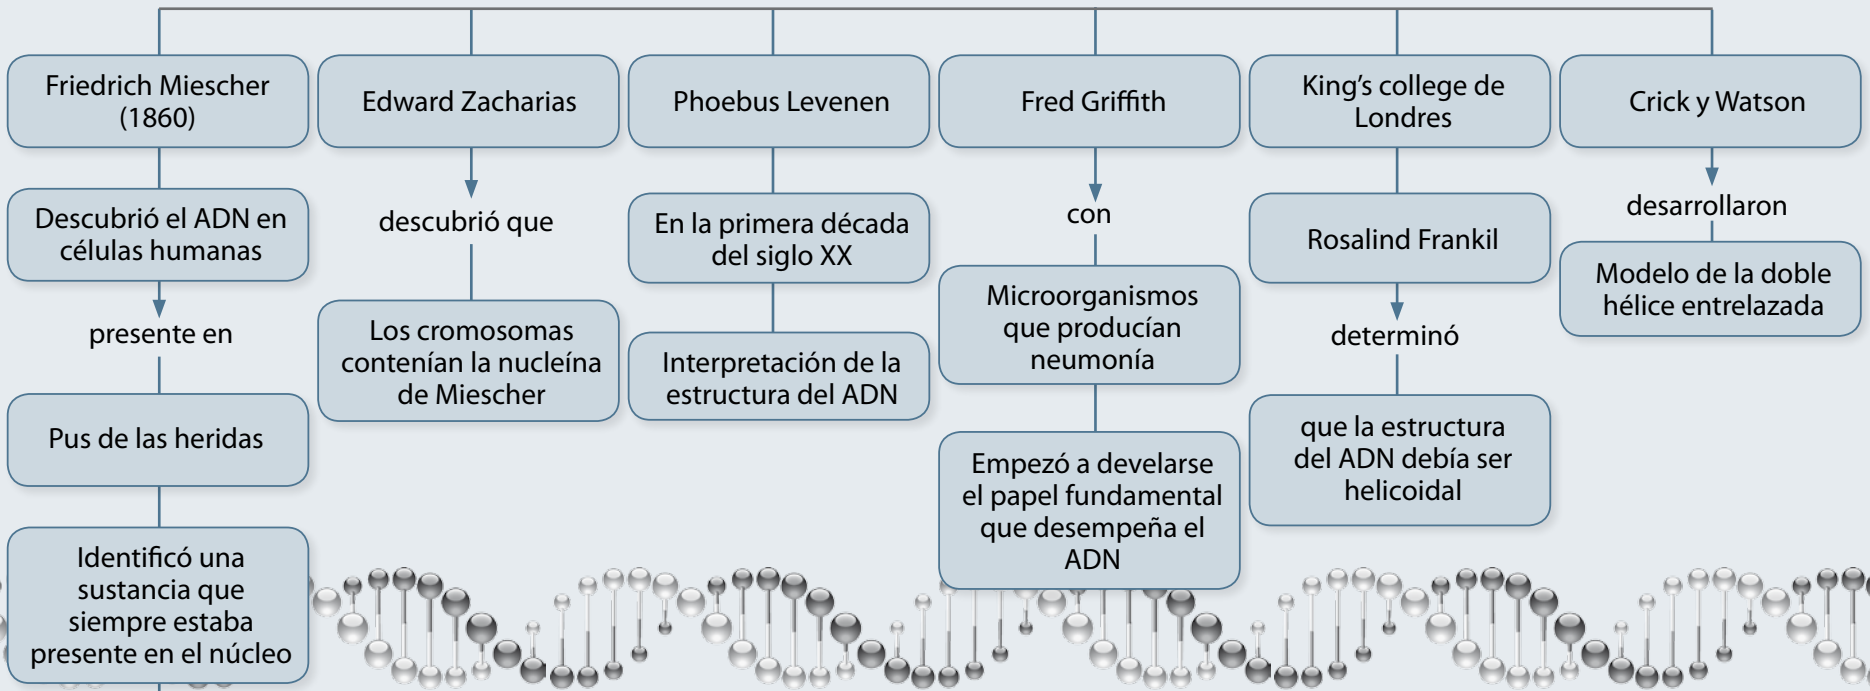 Friedrich Miescher
(1860)
Descubrió el ADN en
células humanas
presente en
Pus de las heridas
Identificó una
sustancia que
siempre estaba
presente en el núcleo
Edward Zacharias
descubrió que
Los cromosomas
contenían la nucleína
de Miescher
Phoebus Levenen
En la primera década
del siglo XX
Interpretación de la
estructura del ADN
Fred Griffith
con
Microorganismos
que producían
neumonía
Empezó a develarse
el papel fundamental
que desempeña el
ADN
King's college de
Londres
Rosalind Frankil
determinó
que la estructura
del ADN debía ser
helicoidal
Crick y Watson
desarrollaron
Modelo de la doble
hélice entrelazada